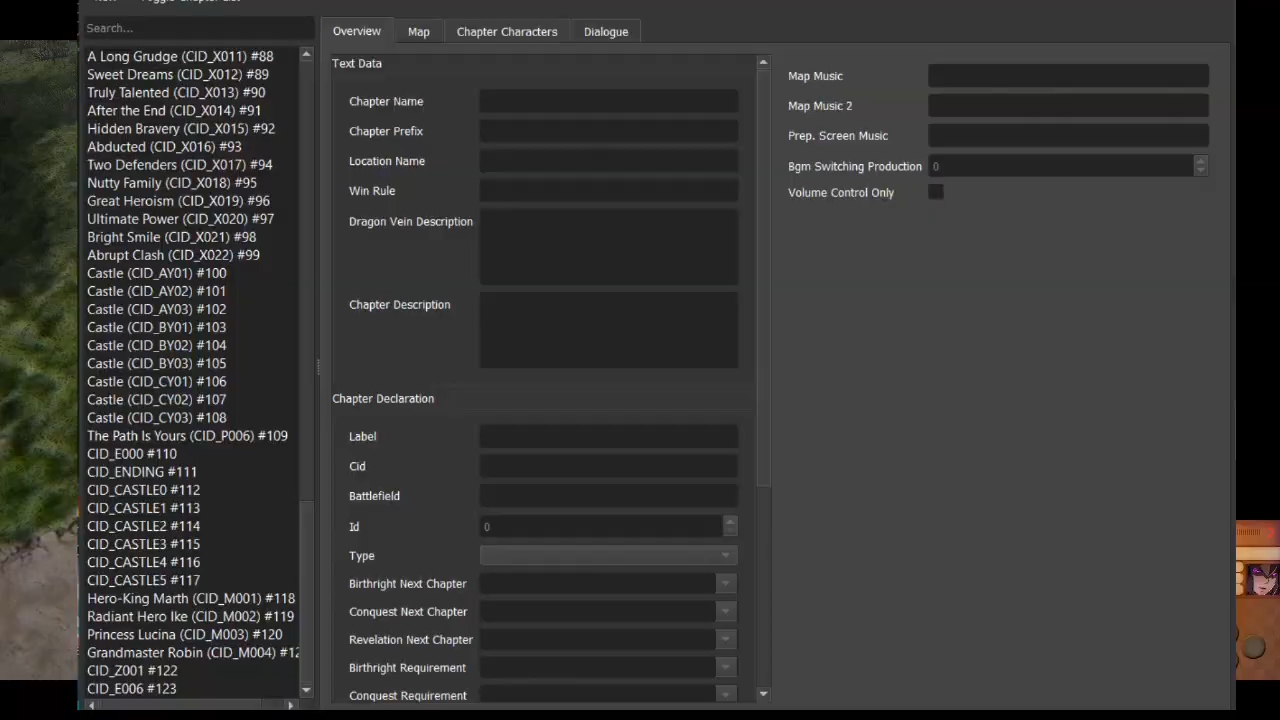 Toggle Chapter List
Search...
A Long Grudge (CID_X011) #88
Sweet Dreams (CID_X012) #89
Truly Talented (CID_X013) #90
After the End (CID_X014) #91
Hidden Bravery (CID_X015) #92
Abducted (CID_X016) #93
Two Defenders (CID_X017) #94
Nutty Family (CID_X018) #95
Great Heroism (CID_X019) #96
Ultimate Power (CID_X020) #97
Bright Smile (CID_X021) #98
Abrupt Clash (CID_X022) #99
Castle (CID_AY01) #100
Castle (CID_AY02) #101
Castle (CID_AY03) #102
Castle (CID_BY01) #103
Castle (CID_BY02) #104
Castle (CID_BY03) #105
Castle (CID_CY01) #106
Castle (CID_CY02) #107
Castle (CID_CY03) #108
The Path Is Yours (CID_P006) #109
CID_E000 #110
CID_ENDING #111
CID_CASTLE0 #112
CID_CASTLE1 #113
CID_CASTLE2 #114
CID_CASTLE3 #115
CID_CASTLE4 #116
CID_CASTLE5 #117
Hero-King Marth (CID_M001) #118
Radiant Hero Ike (CID_M002) #119
Princess Lucina (CID_M003) #120
Grandmaster Robin (CID_M004) #12
CID_Z001 #122
CID_E006 #123
Overview Map Chapter Characters Dialogue
Text Data
Chapter Name
Chapter Prefix
Location Name
Win Rule
Dragon Vein Description
Chapter Description
Chapter Declaration
Label
Cid
Battlefield
Id 0
Type
Birthright Next Chapter
Conquest Next Chapter
Revelation Next Chapter
Birthright Requirement
Conquest Requirement
Map Music
Map Music 2
Prep. Screen Music
Bgm Switching Production 0
Volume Control Only